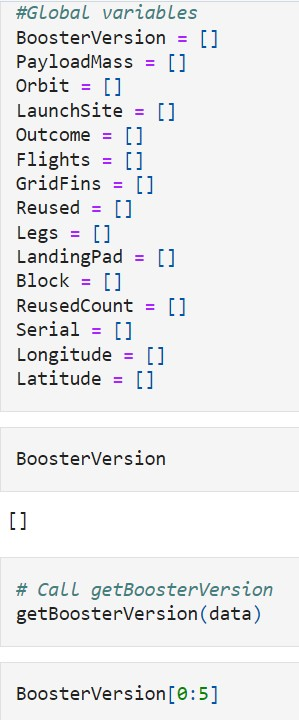 #Global variables
BoosterVersion = []
PayloadMass = []
Orbit = []
LaunchSite = []
Outcome = []
Flights = []
GridFins = []
Reused = []
Legs = []
LandingPad = []
Block = []
ReusedCount = []
Serial = []
Longitude = []
Latitude = []
BoosterVersion
[]
# Call getBoosterVersion
getBoosterVersion(data)
BoosterVersion[0:5]